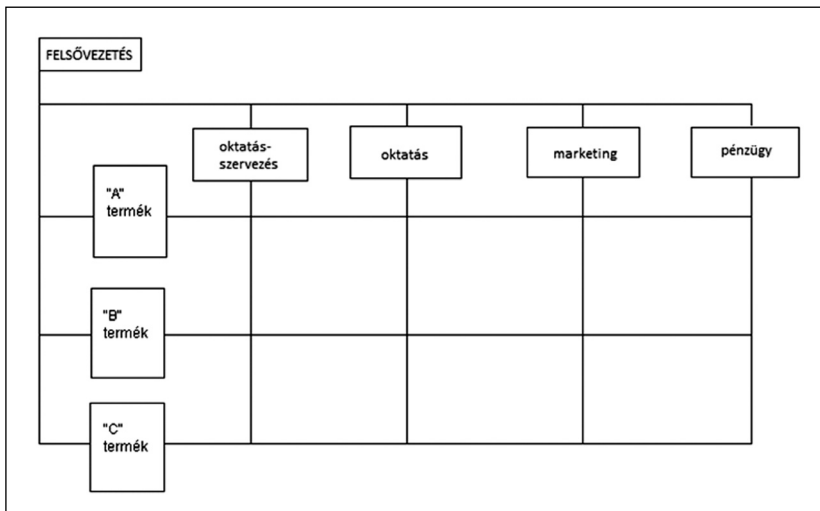 FELSŐVEZETÉS
oktatás-
szervezés
oktatás
marketing
pénzügy
"A"
termék
"B"
termék
"C"
termék